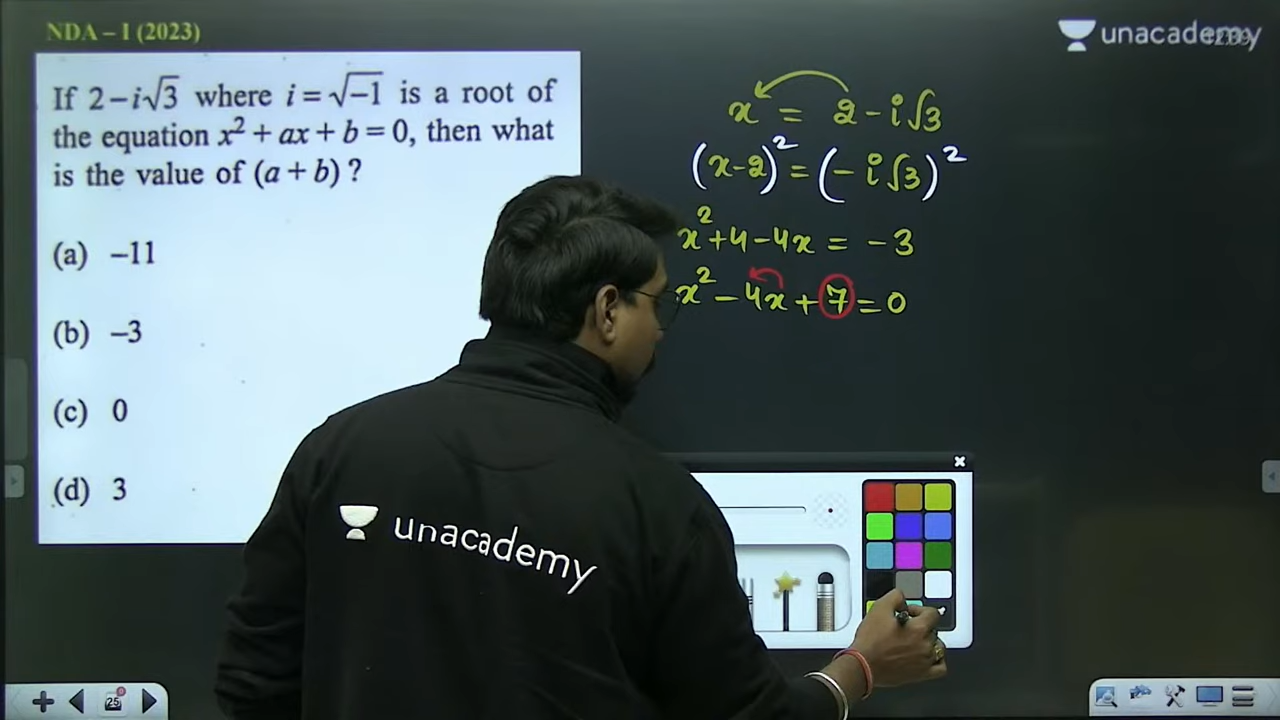 NDA – I (2023)
unacademy
If 2 – i√3 where i = √–1 is a root of
the equation x² + ax + b = 0, then what
is the value of (a + b) ?
(a) –11
(b) –3
(c) 0
(d) 3
x = 2 - i√3
(x-2)² = (- i√3)²
x² + 4 - 4x = - 3
x² - 4x + 7 = 0
unacademy
25